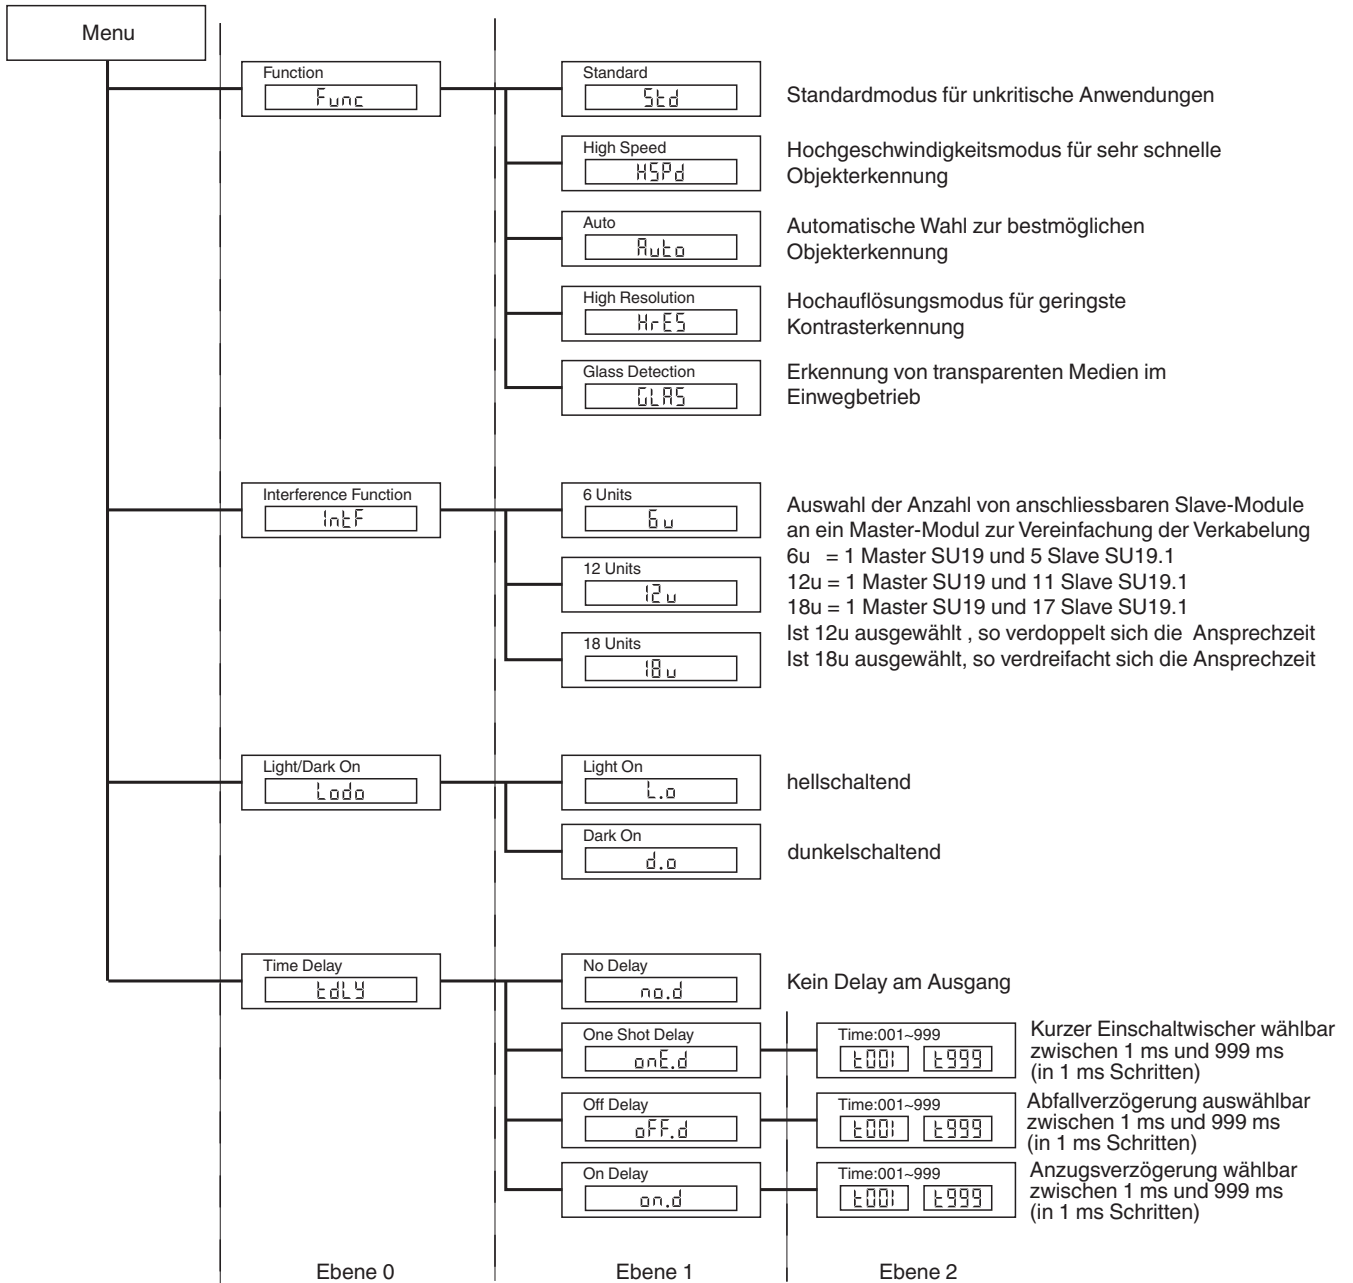 Menu
Function
Func
Standard
Std
Standardmodus für unkritische Anwendungen
High Speed
HSPd
Hochgeschwindigkeitsmodus für sehr schnelle
Objekterkennung
Auto
Auto
Automatische Wahl zur bestmöglichen
Objekterkennung
High Resolution
HrES
Hochauflösungsmodus für geringste
Kontrasterkennung
Glass Detection
GLAS
Erkennung von transparenten Medien im
Einwegbetrieb
Interference Function
IntF
6 Units
6u
12 Units
12u
18 Units
18u
Auswahl der Anzahl von anschliessbaren Slave-Module
an ein Master-Modul zur Vereinfachung der Verkabelung
6u = 1 Master SU19 und 5 Slave SU19.1
12u = 1 Master SU19 und 11 Slave SU19.1
18u = 1 Master SU19 und 17 Slave SU19.1
Ist 12u ausgewählt , so verdoppelt sich die Ansprechzeit
Ist 18u ausgewählt, so verdreifacht sich die Ansprechzeit
Light/Dark On
Lodo
Light On
L.o
hellschaltend
Dark On
d.o
dunkelschaltend
Time Delay
tdLY
No Delay
no.d
Kein Delay am Ausgang
One Shot Delay
onE.d
Time:001~999
t001 t999
Kurzer Einschaltwischer wählbar
zwischen 1 ms und 999 ms
(in 1 ms Schritten)
Off Delay
oFF.d
Time:001~999
t001 t999
Abfallverzögerung auswählbar
zwischen 1 ms und 999 ms
(in 1 ms Schritten)
On Delay
on.d
Time:001~999
t001 t999
Anzugsverzögerung wählbar
zwischen 1 ms und 999 ms
(in 1 ms Schritten)
Ebene 0
Ebene 1
Ebene 2